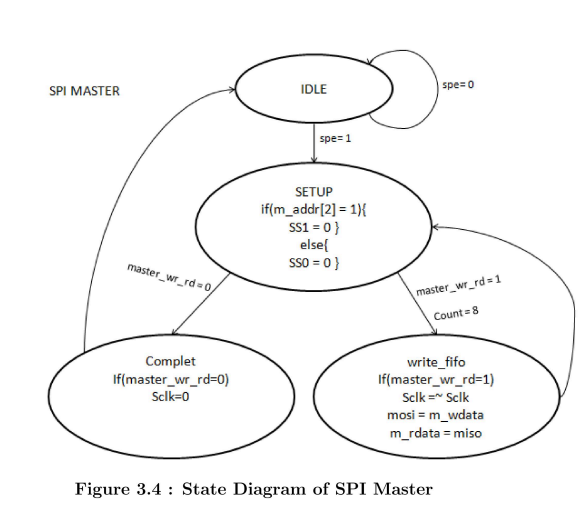 SPI MASTER
IDLE
spe= 0
spe= 1
SETUP
if(m_addr[2] = 1){
SS1 = 0 }
else{
SS0 = 0 }
master_wr_rd = 0
master_wr_rd = 1
Count = 8
Complet
If(master_wr_rd=0)
Sclk=0
write_fifo
If(master_wr_rd=1)
Sclk =~ Sclk
mosi = m_wdata
m_rdata = miso
Figure 3.4 : State Diagram of SPI Master